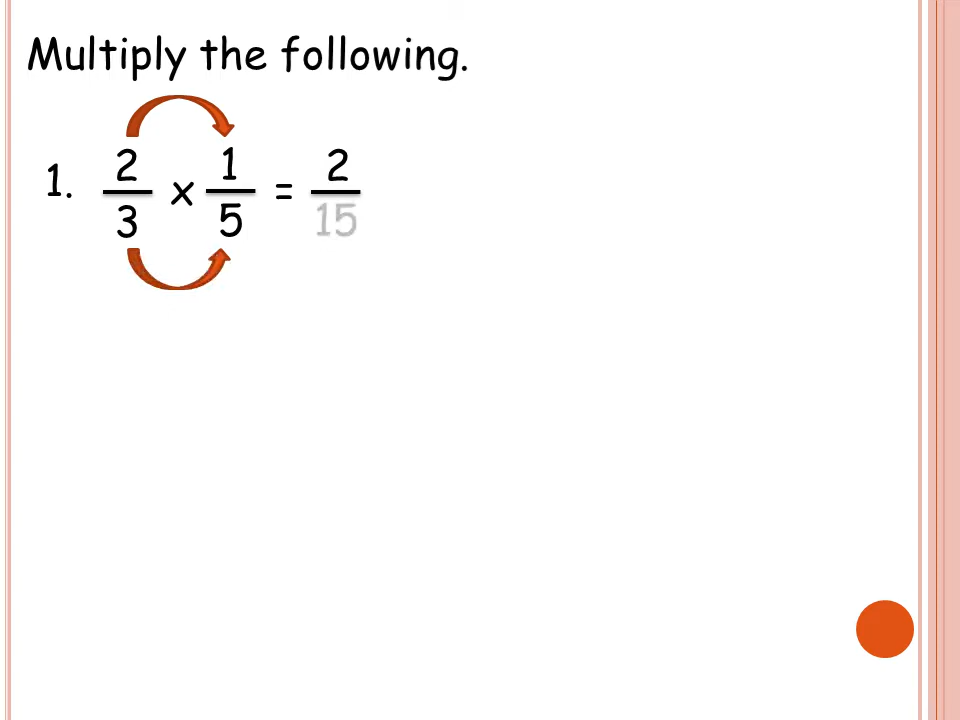 Multiply the following.
1. 2/3 x 1/5 = 2/15